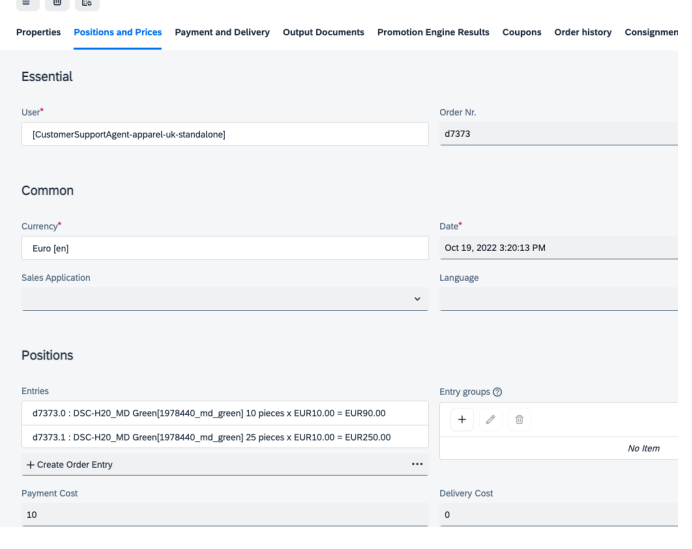 Properties Positions and Prices Payment and Delivery Output Documents Promotion Engine Results Coupons Order history Consignmen
Essential
User* Order Nr.
[CustomerSupportAgent-apparel-uk-standalone] d7373
Common
Currency* Date*
Euro [en] Oct 19, 2022 3:20:13 PM
Sales Application Language
Positions
Entries Entry groups
d7373.0 : DSC-H20_MD Green[1978440_md_green] 10 pieces x EUR10.00 = EUR90.00
d7373.1 : DSC-H20_MD Green[1978440_md_green] 25 pieces x EUR10.00 = EUR250.00
No Item
+ Create Order Entry •••
Payment Cost Delivery Cost
10 0